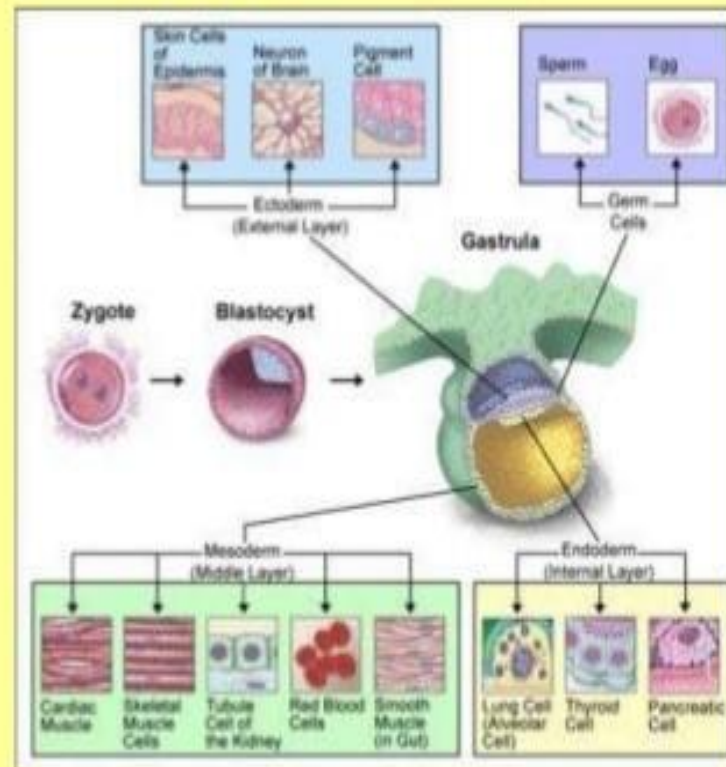 Skin Cells
of
Epidermis
Neuron
of Brain
Pigment
Cell
Sperm
Egg
Ectoderm
(External Layer)
Germ
Cells
Gastrula
Zygote
Blastocyst
Mesoderm
(Middle Layer)
Endoderm
(Internal Layer)
Cardiac
Muscle
Skeletal
Muscle
Cells
Tubule
Cell of
the Kidney
Red Blood
Cells
Smooth
Muscle
(in Gut)
Lung Cell
(Alveolar
Cell)
Thyroid
Cell
Pancreatic
Cell